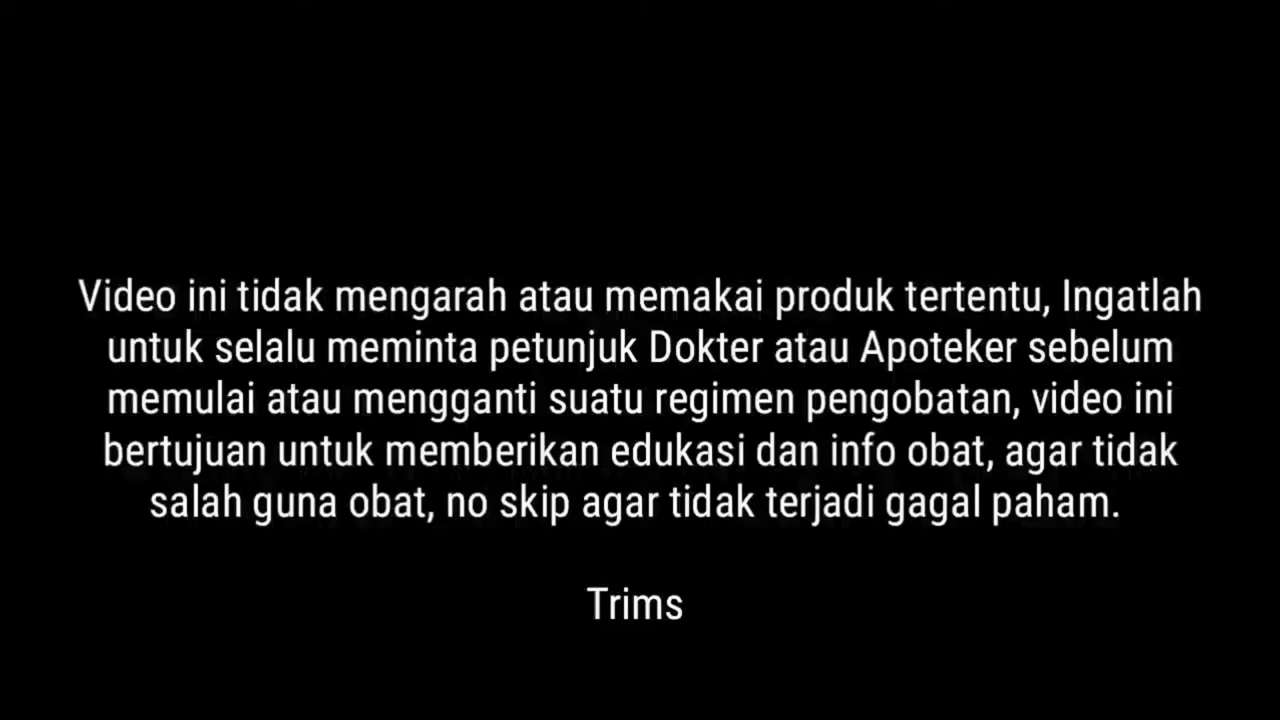 Video ini tidak mengarah atau memakai produk tertentu, Ingatlah
untuk selalu meminta petunjuk Dokter atau Apoteker sebelum
memulai atau mengganti suatu regimen pengobatan, video ini
bertujuan untuk memberikan edukasi dan info obat, agar tidak
salah guna obat, no skip agar tidak terjadi gagal paham.
Trims